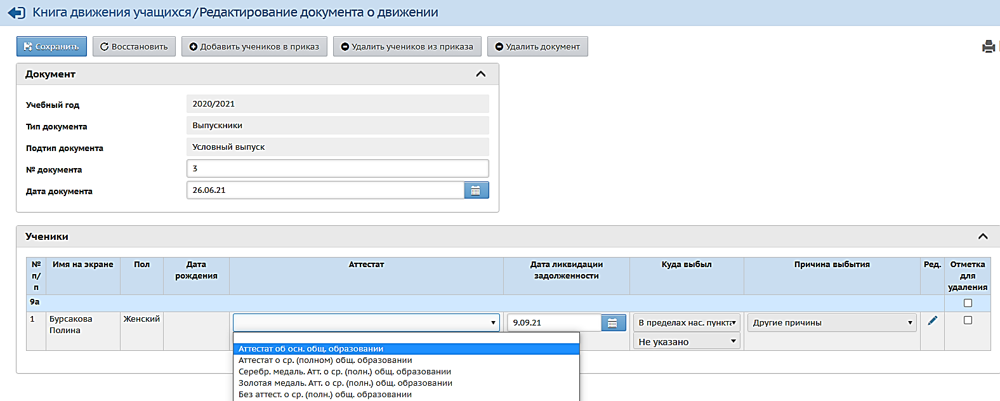 Книга движения учащихся/Редактирование документа о движении
Сохранить Восстановить Добавить учеников в приказ Удалить учеников из приказа Удалить документ
Документ
Учебный год 2020/2021
Тип документа Выпускники
Подтип документа Условный выпуск
№ документа 3
Дата документа 26.06.21
Ученики
№ п/п Имя на экране Пол Дата рождения Аттестат Дата ликвидации задолженности Куда выбыл Причина выбытия Ред. Отметка для удаления
9а
1 Бурсакова Полина Женский 9.09.21 В пределах нас. пункта Другие причины
Не указано
Аттестат об осн. общ. образовании
Аттестат о ср. (полном) общ. образовании
Серебр. медаль. Атт. о ср. (полн.) общ. образовании
Золотая медаль. Атт. о ср. (полн.) общ. образовании
Без аттест. о ср. (полн.) общ. образовании